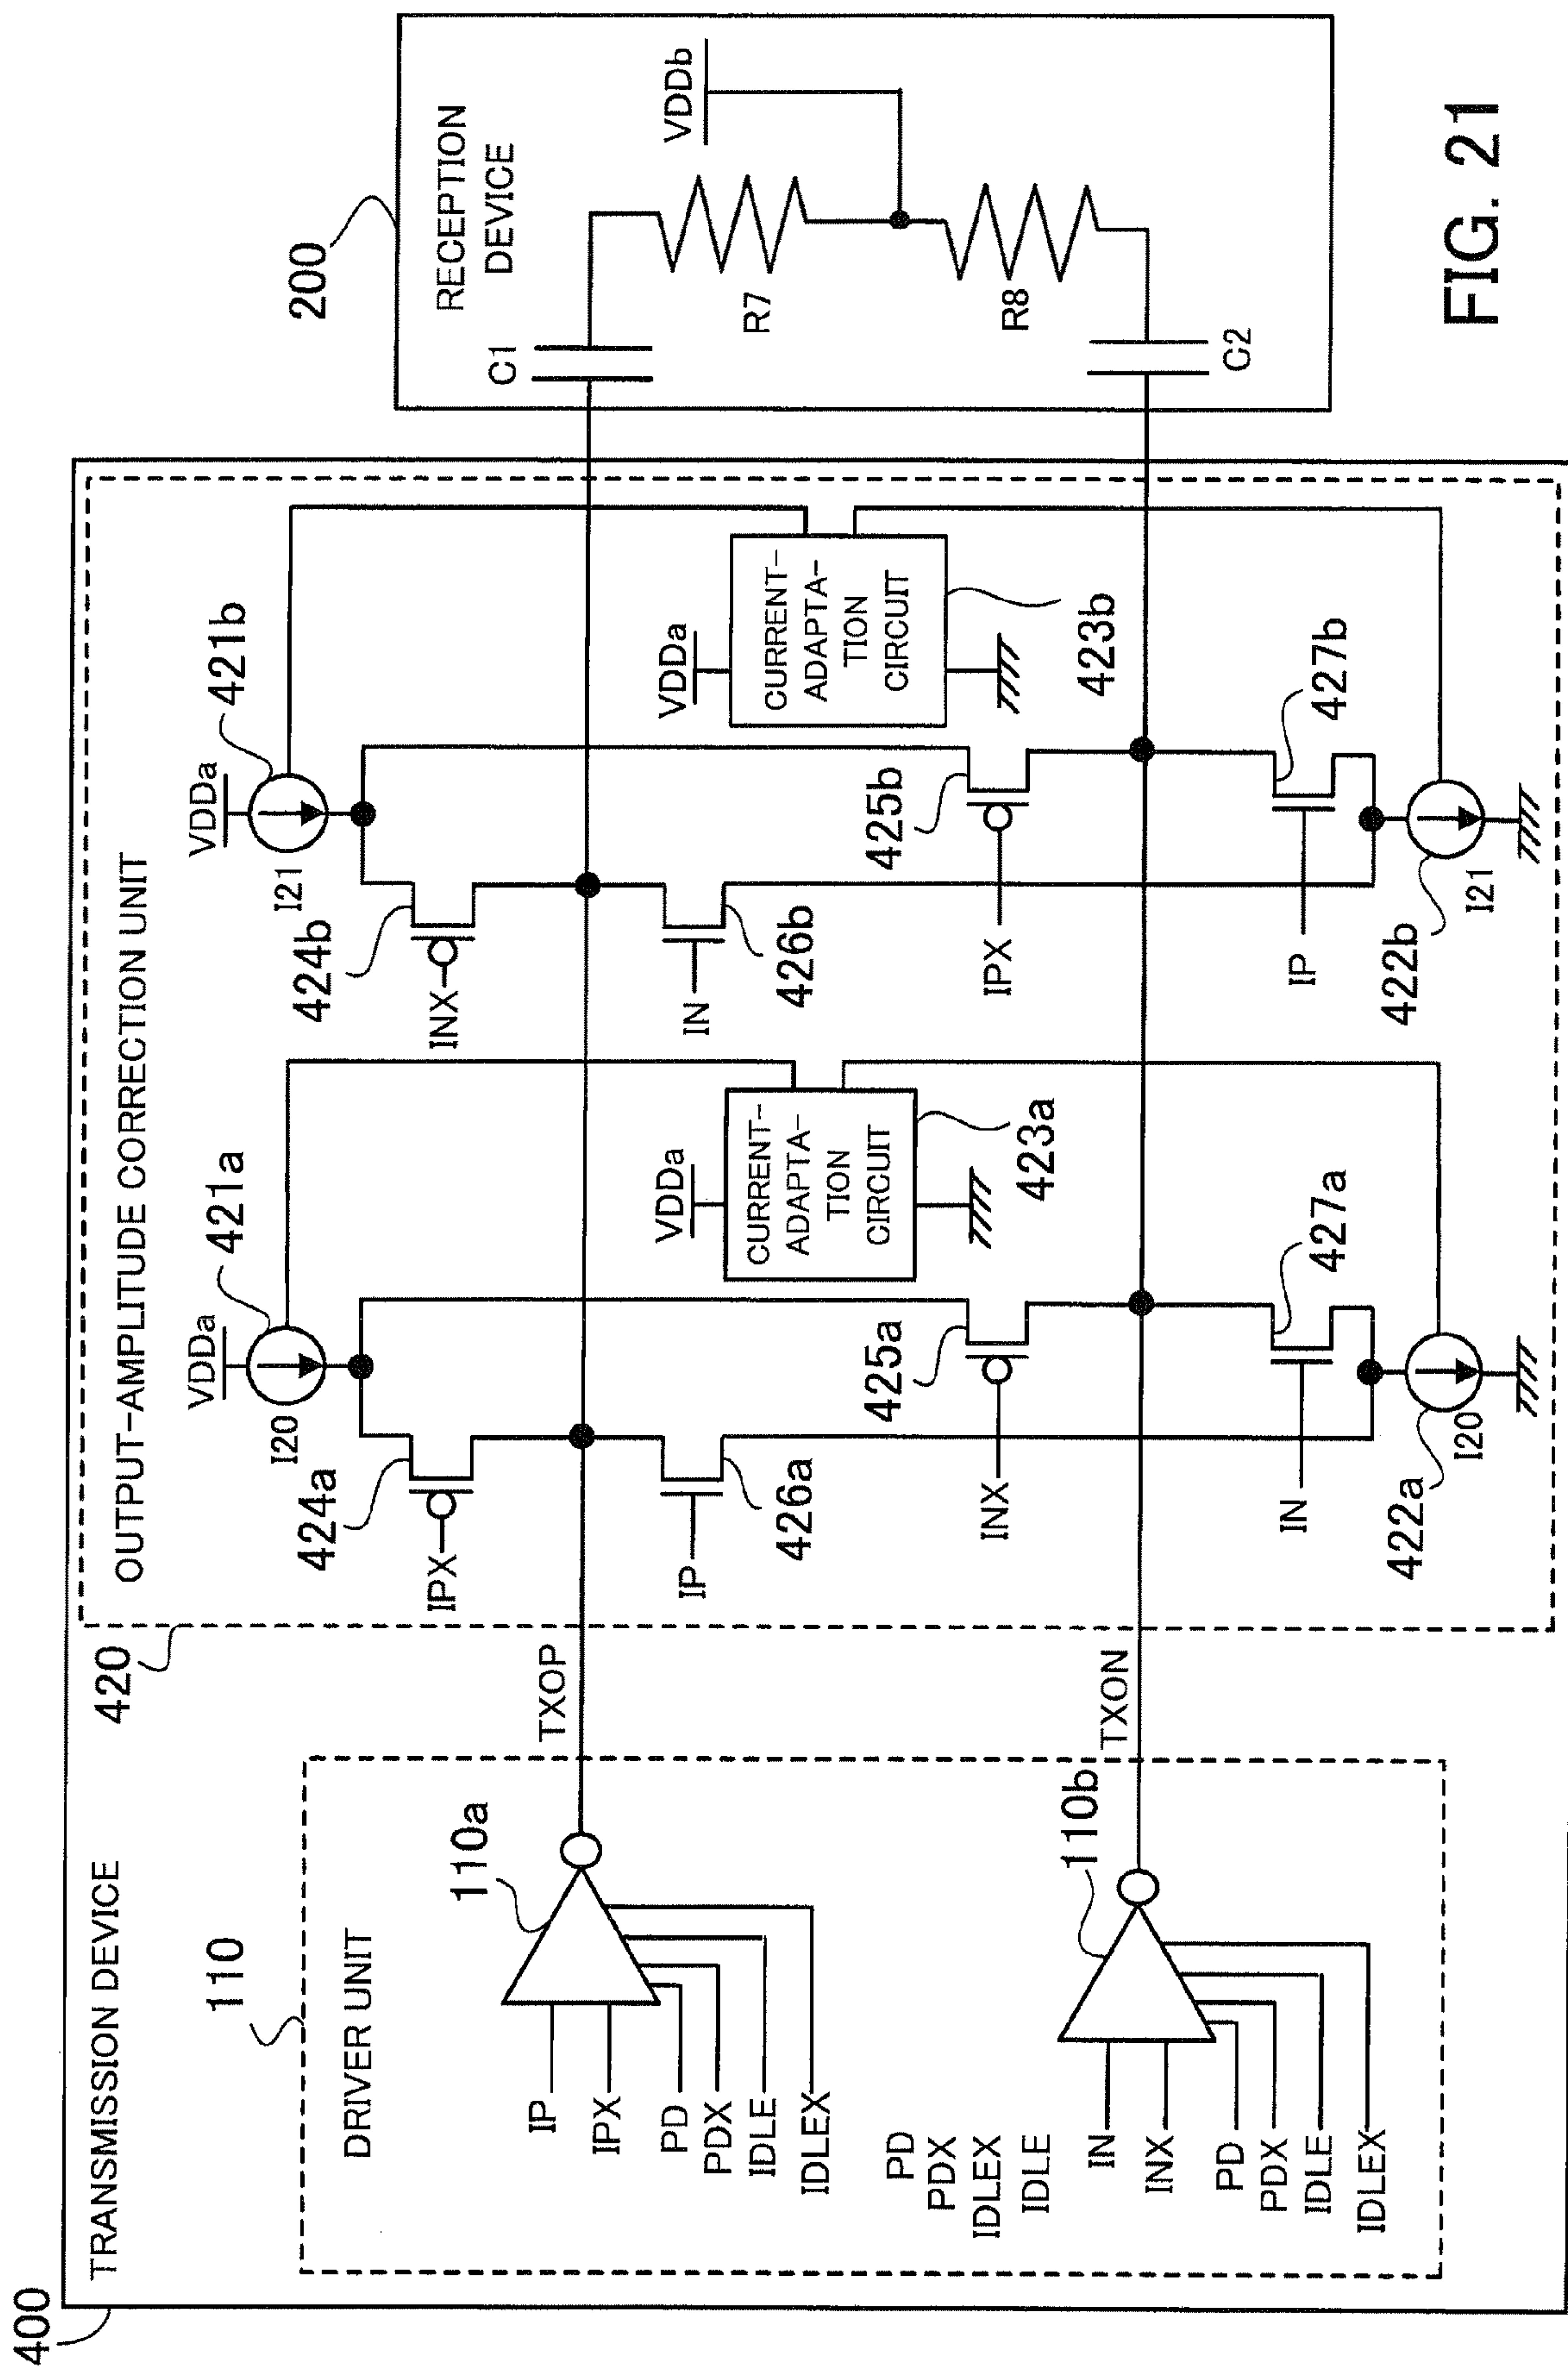 400
TRANSMISSION DEVICE
110
DRIVER UNIT
IP
IPX
PD
PDX
IDLE
IDLEX
110a
PD
PDX
IDLEX
IDLE
IN
INX
PD
PDX
IDLE
IDLEX
110b
TXOP
TXON
420
OUTPUT-AMPLITUDE CORRECTION UNIT
VDDa
421a
I20
424a
IPX
IP
426a
VDDa
CURRENT-
ADAPTA-
TION
CIRCUIT
423a
425a
INX
IN
427a
422a
I20
VDDa
421b
I21
424b
INX
IN
426b
VDDa
CURRENT-
ADAPTA-
TION
CIRCUIT
423b
425b
IPX
IP
427b
422b
I21
200
RECEPTION
DEVICE
VDDb
C1
R7
R8
C2
FIG. 21